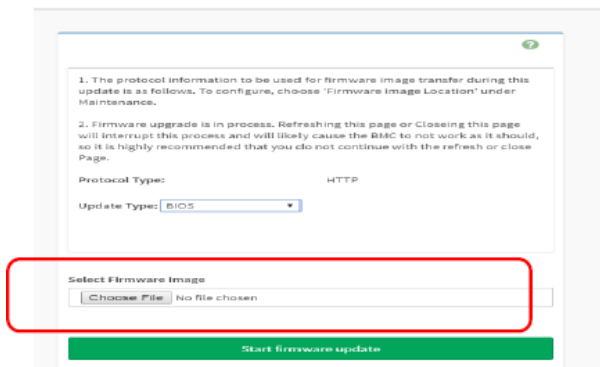 ?
1. The protocol information to be used for firmware image transfer during this
update is as follows. To configure, choose 'Firmware Image Location' under
Maintenance.
2. Firmware upgrade is in process. Refreshing this page or Closeing this page
will interrupt this process and will likely cause the BMC to not work as it should,
so it is highly recommended that you do not continue with the refresh or close
Page.
Protocol Type: HTTP
Update Type: BIOS
Select Firmware Image
Choose File No file chosen
Start firmware update